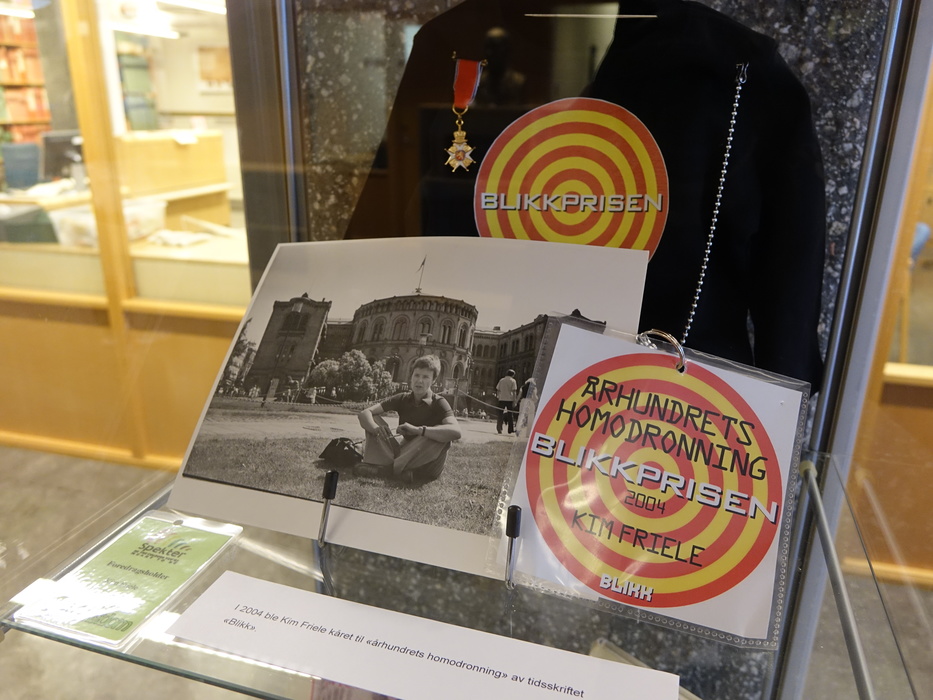 BLIKKPRISEN
ÅRHUNDRETS
HOMODRONNING
BLIKKPRISEN
2004
KIM FRIELE
BLIKK
Spekter
Foredragsholder
I 2004 ble Kim Friele kåret til «århundrets homodronning» av tidsskriftet
«Blikk».